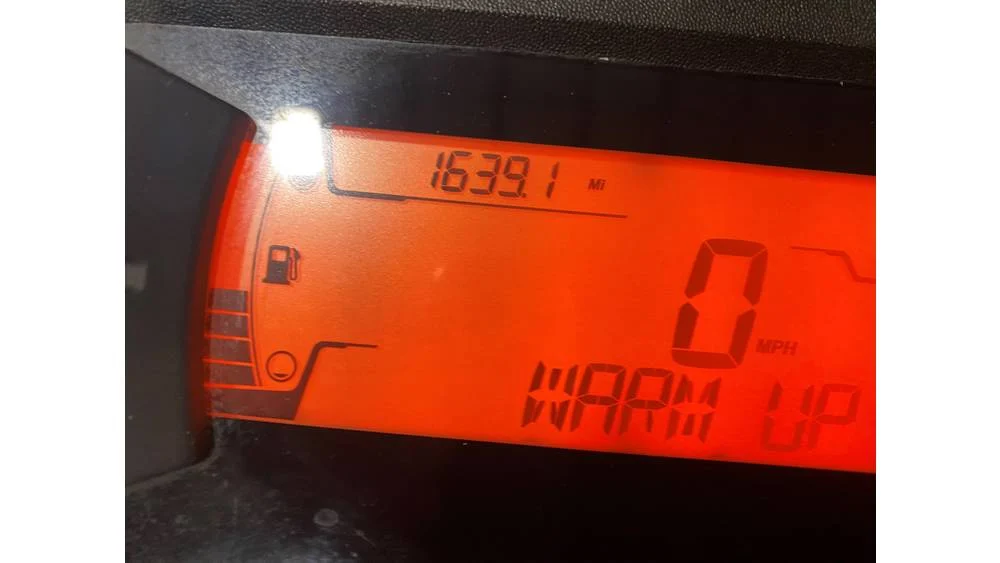 1639.1 Mi
0 MPH
WARM UP